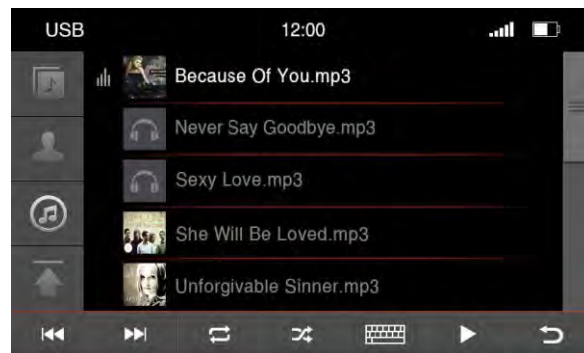 USB 12:00
Because Of You.mp3
Never Say Goodbye.mp3
Sexy Love.mp3
She Will Be Loved.mp3
Unforgivable Sinner.mp3